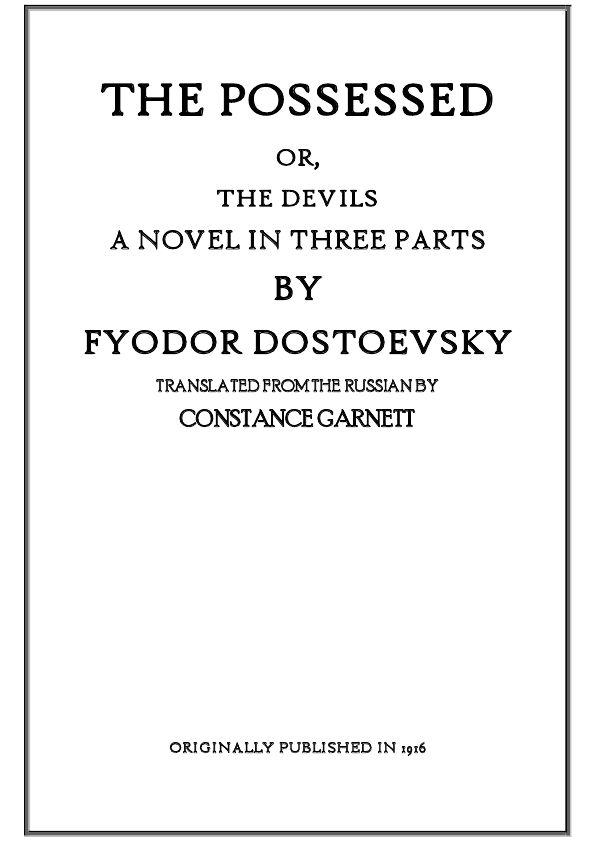 THE POSSESSED
OR,
THE DEVILS
A NOVEL IN THREE PARTS
BY
FYODOR DOSTOEVSKY
TRANSLATED FROM THE RUSSIAN BY
CONSTANCE GARNETT
ORIGINALLY PUBLISHED IN 1916